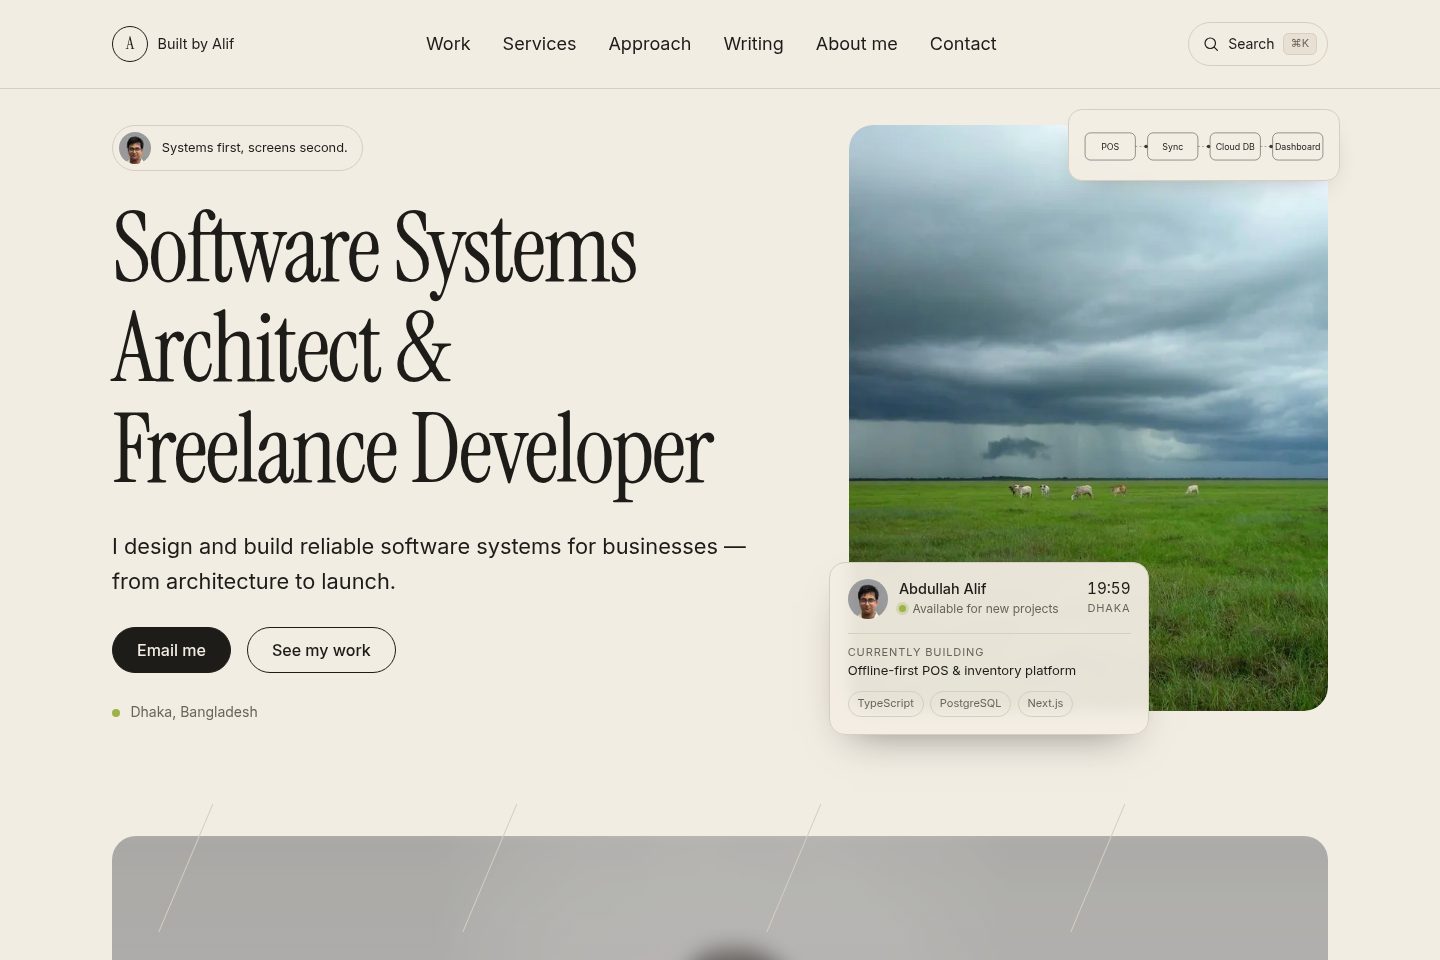 A
Built by Alif
Work
Services
Approach
Writing
About me
Contact
Search
⌘K
Systems first, screens second.
Software Systems
Architect &
Freelance Developer
I design and build reliable software systems for businesses —
from architecture to launch.
Email me
See my work
Dhaka, Bangladesh
POS
Sync
Cloud DB
Dashboard
Abdullah Alif
19:59
Available for new projects
DHAKA
CURRENTLY BUILDING
Offline-first POS & inventory platform
TypeScript
PostgreSQL
Next.js